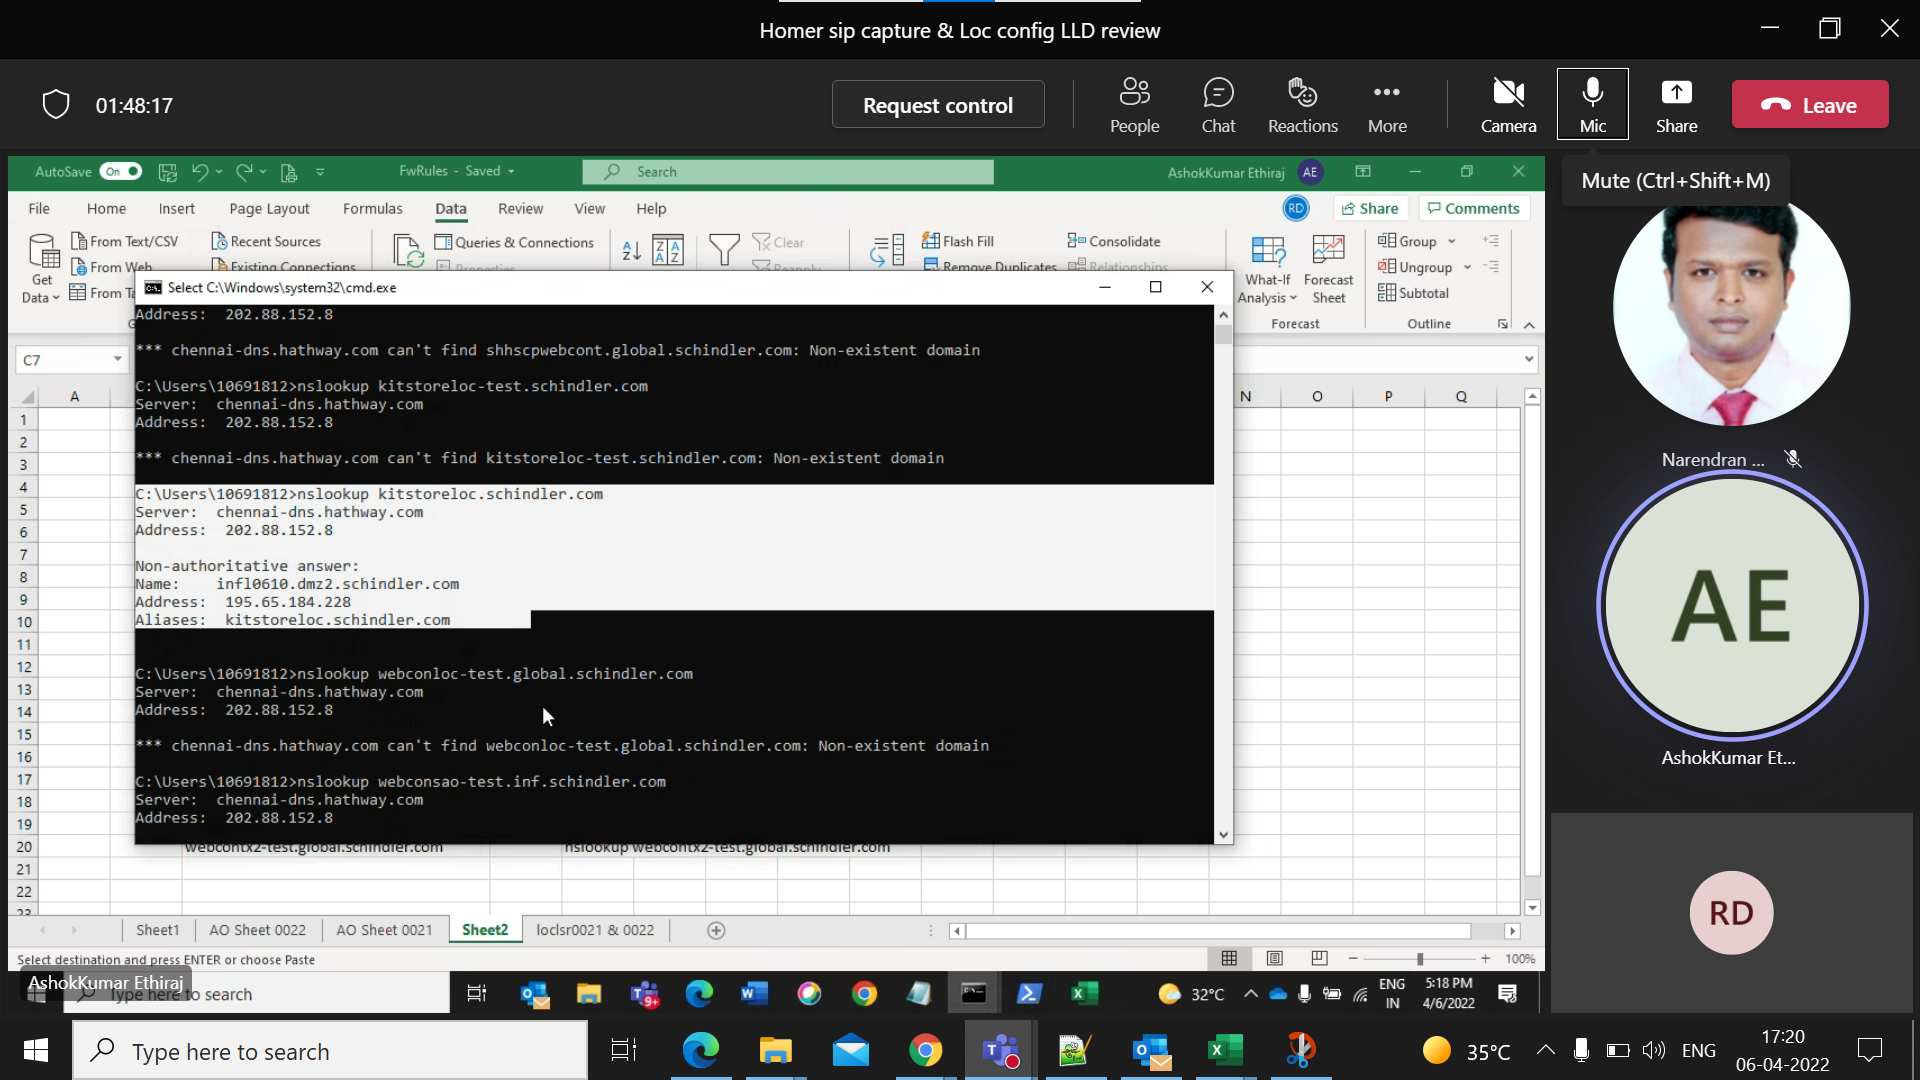 Homer sip capture & Loc config LLD review
01:48:17
Request control
People
Chat
Reactions
More
Camera
Mic
Share
Leave
Mute (Ctrl+Shift+M)
AutoSave On
FwRules - Saved
Search
AshokKumar Ethiraj
AE
File Home Insert Page Layout Formulas Data Review View Help
RD
Share
Comments
Get Data
From Text/CSV
From Web
Recent Sources
Existing Connections
Queries & Connections
Properties
Clear
Reapply
Flash Fill
Remove Duplicates
Consolidate
Relationships
What-If Analysis
Forecast Sheet
Forecast
Group
Ungroup
Subtotal
Outline
C7
Select C:\Windows\system32\cmd.exe
Address: 202.88.152.8
*** chennai-dns.hathway.com can't find shhscpwebcont.global.schindler.com: Non-existent domain
C:\Users\10691812>nslookup kitstoreloc-test.schindler.com
Server: chennai-dns.hathway.com
Address: 202.88.152.8
*** chennai-dns.hathway.com can't find kitstoreloc-test.schindler.com: Non-existent domain
C:\Users\10691812>nslookup kitstoreloc.schindler.com
Server: chennai-dns.hathway.com
Address: 202.88.152.8
Non-authoritative answer:
Name: infl0610.dmz2.schindler.com
Address: 195.65.184.228
Aliases: kitstoreloc.schindler.com
C:\Users\10691812>nslookup webconloc-test.global.schindler.com
Server: chennai-dns.hathway.com
Address: 202.88.152.8
*** chennai-dns.hathway.com can't find webconloc-test.global.schindler.com: Non-existent domain
C:\Users\10691812>nslookup webconsao-test.inf.schindler.com
Server: chennai-dns.hathway.com
Address: 202.88.152.8
A N O P Q
1
2
3
4
5
6
7
8
9
10
11
12
13
14
15
16
17
18
19
20 webcontx2-test.global.schindler.com nslookup webcontx2-test.global.schindler.com
21
22
23
Sheet1 AO Sheet 0022 AO Sheet 0021 Sheet2 loclsr0021 & 0022
Select destination and press ENTER or choose Paste
100%
AshokKumar Ethiraj
Type here to search
9+
32°C
ENG
IN
5:18 PM
4/6/2022
Narendran ...
AE
AshokKumar Et...
RD
Type here to search
35°C
ENG
17:20
06-04-2022